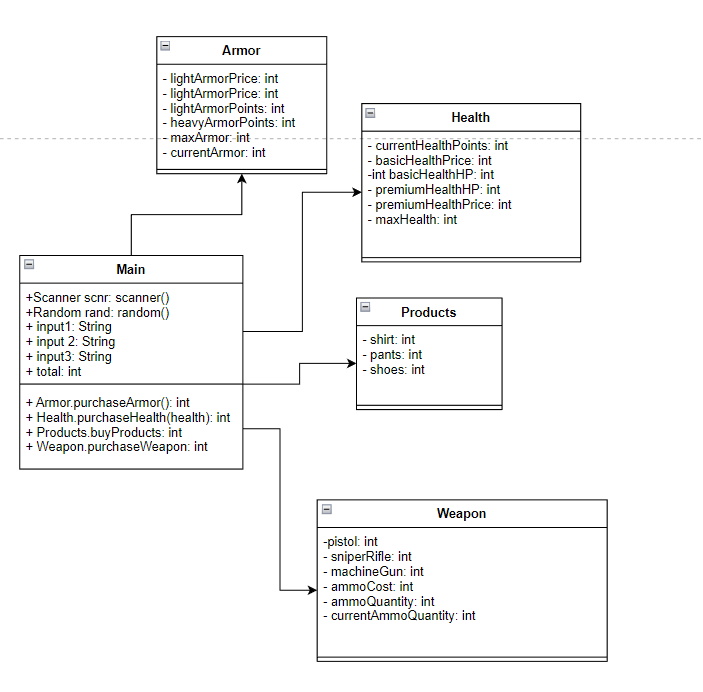 Armor
- lightArmorPrice: int
- lightArmorPrice: int
- lightArmorPoints: int
- heavyArmorPoints: int
- maxArmor: int
- currentArmor: int
Health
- currentHealthPoints: int
- basicHealthPrice: int
-int basicHealthHP: int
- premiumHealthHP: int
- premiumHealthPrice: int
- maxHealth: int
Main
+Scanner scnr: scanner()
+Random rand: random()
+ input1: String
+ input 2: String
+ input3: String
+ total: int
+ Armor.purchaseArmor(): int
+ Health.purchaseHealth(health): int
+ Products.buyProducts: int
+ Weapon.purchaseWeapon: int
Products
- shirt: int
- pants: int
- shoes: int
Weapon
-pistol: int
- sniperRifle: int
- machineGun: int
- ammoCost: int
- ammoQuantity: int
- currentAmmoQuantity: int